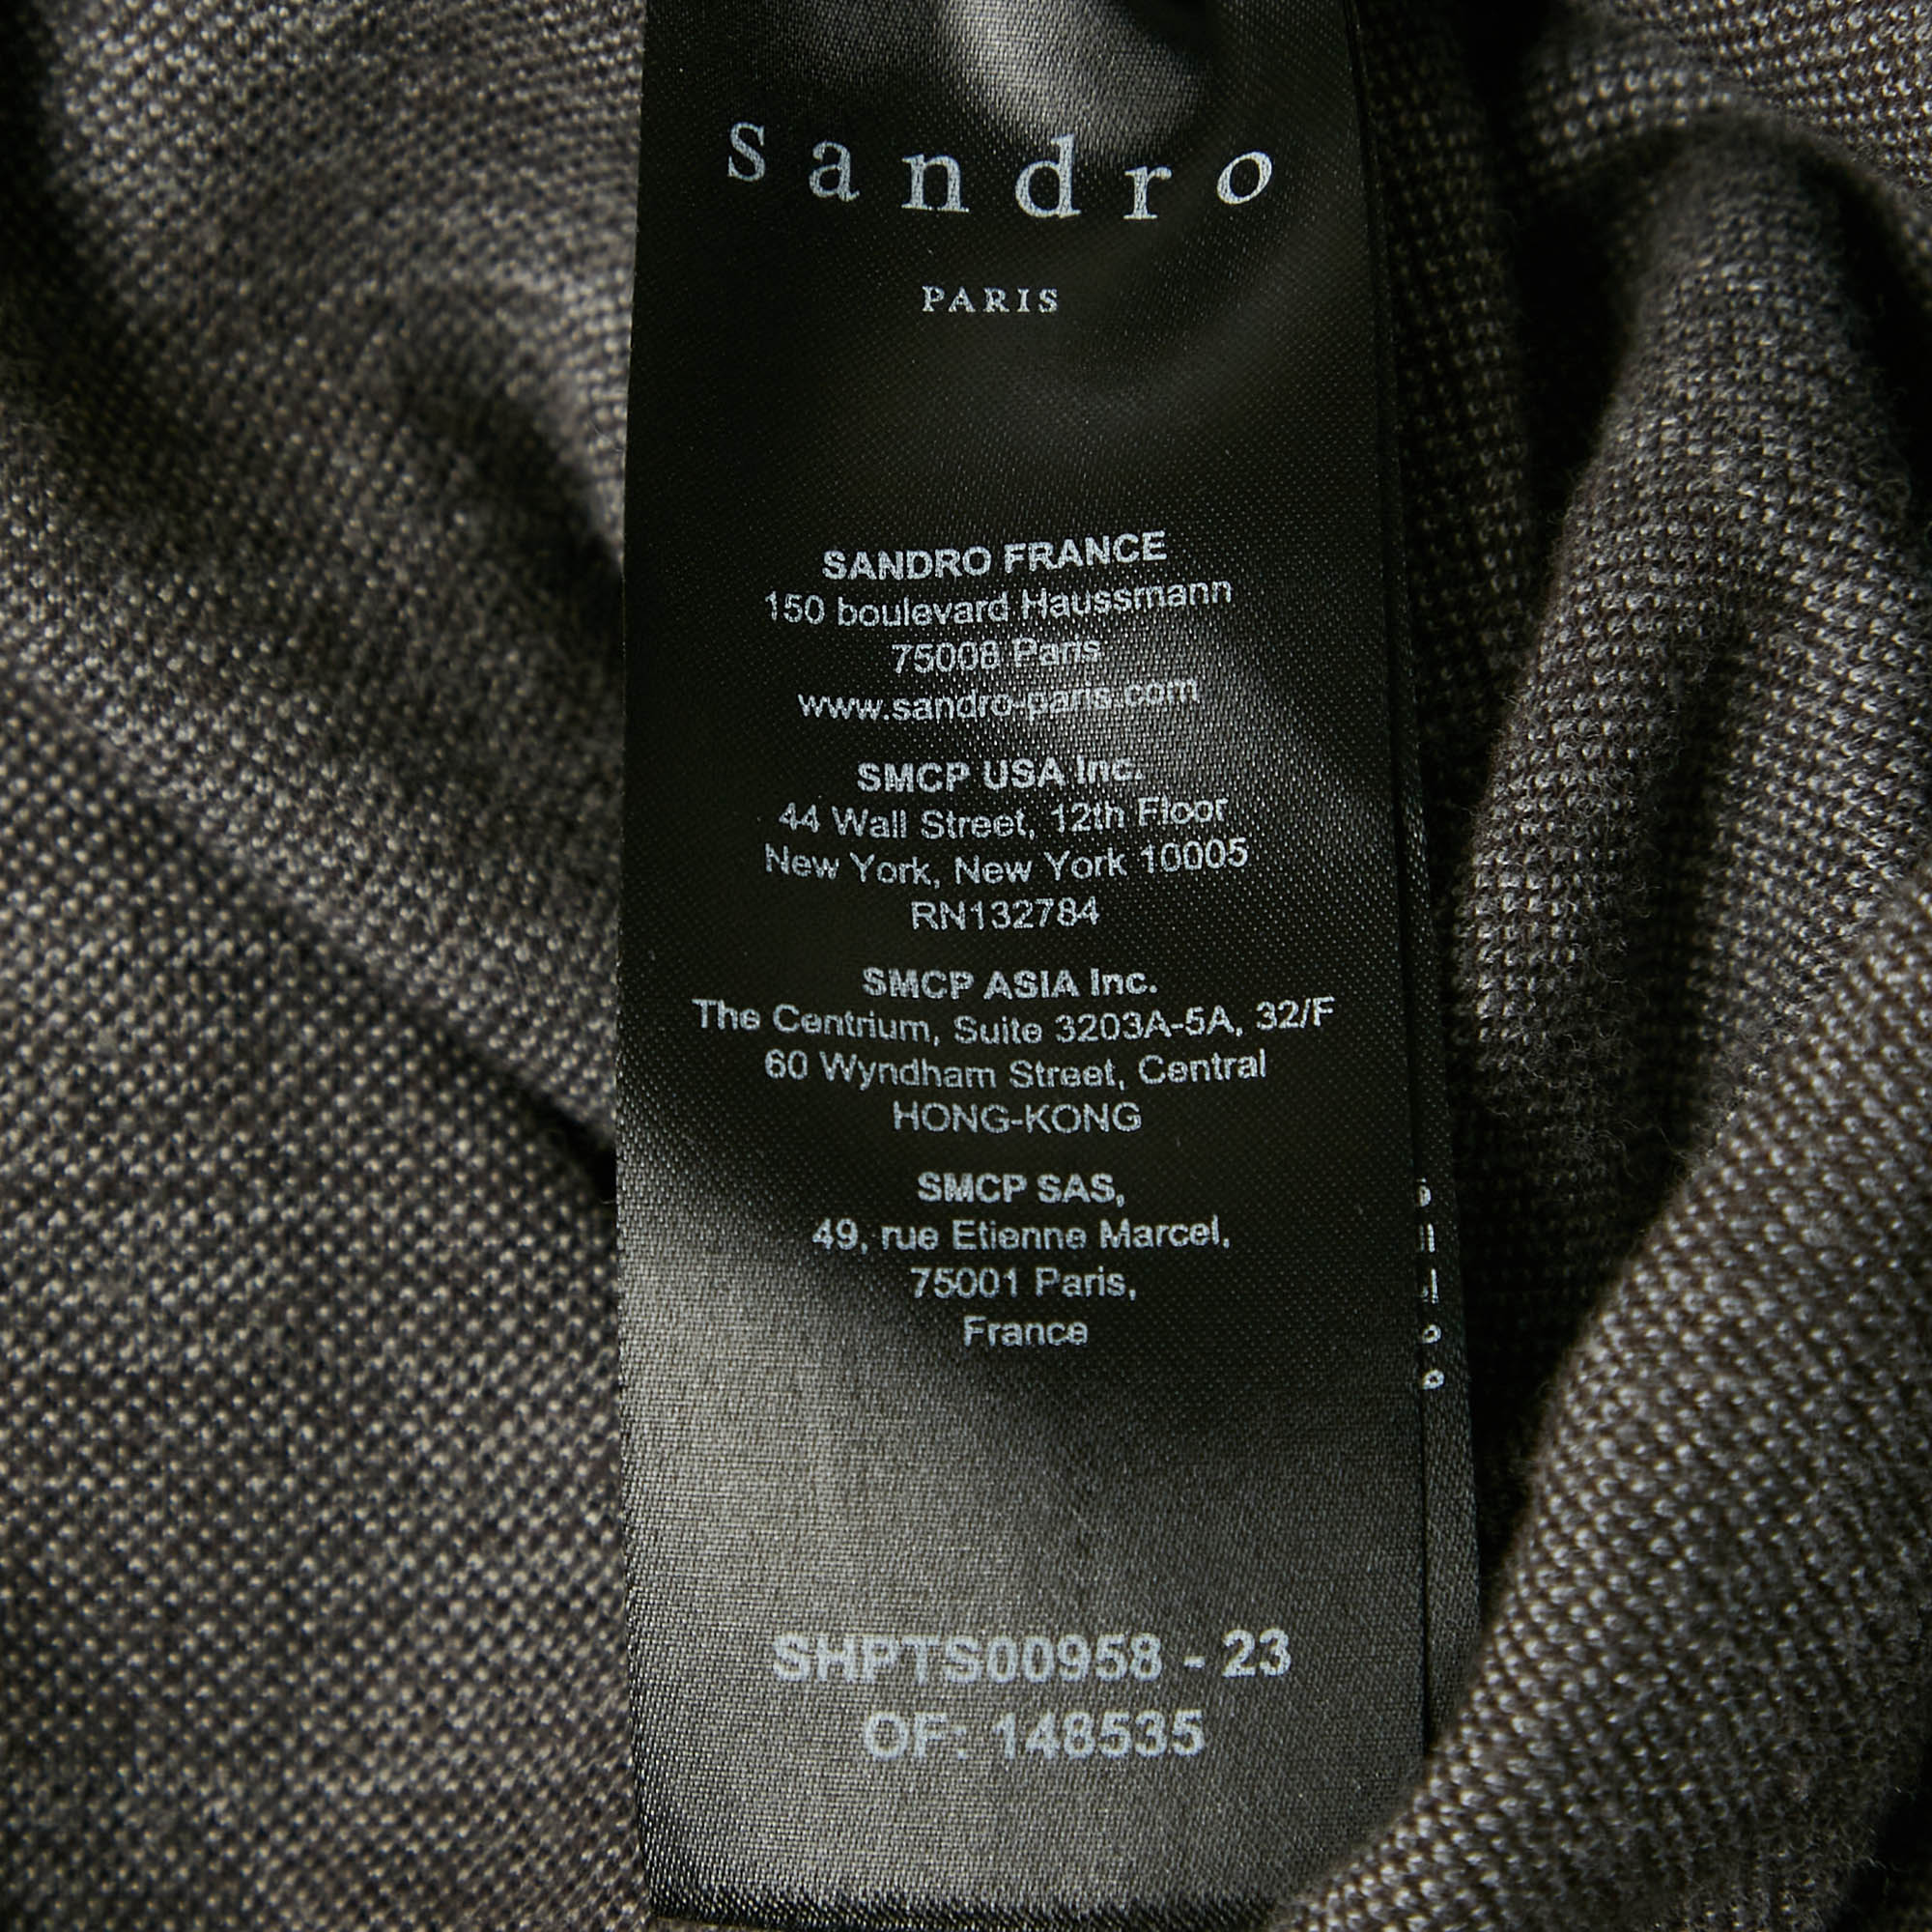 sandro
PARIS
SANDRO FRANCE
150 boulevard Haussmann
75008 Paris
www.sandro-paris.com
SMCP USA Inc.
44 Wall Street, 12th Floor
New York, New York 10005
RN132784
SMCP ASIA Inc.
The Centrium, Suite 3203A-5A, 32/F
60 Wyndham Street, Central
HONG-KONG
SMCP SAS,
49, rue Etienne Marcel,
75001 Paris,
France
SHPTS00958 - 23
OF: 148535